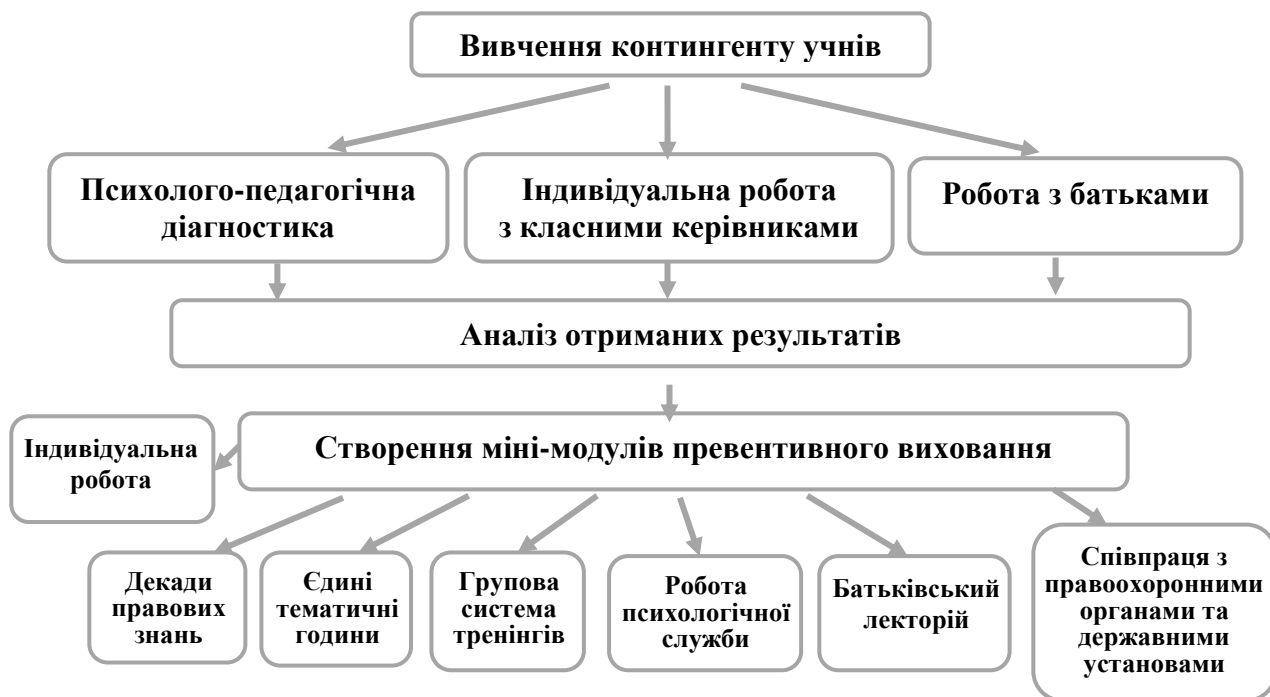 Вивчення контингенту учнів
Психолого-педагогічна
діагностика
Індивідуальна робота
з класними керівниками
Робота з батьками
Аналіз отриманих результатів
Індивідуальна
робота
Створення міні-модулів превентивного виховання
Декади
правових
знань
Єдині
тематичні
години
Групова
система
тренінгів
Робота
психологічної
служби
Батьківський
лекторій
Співпраця з
правоохоронними
органами та
державними
установами